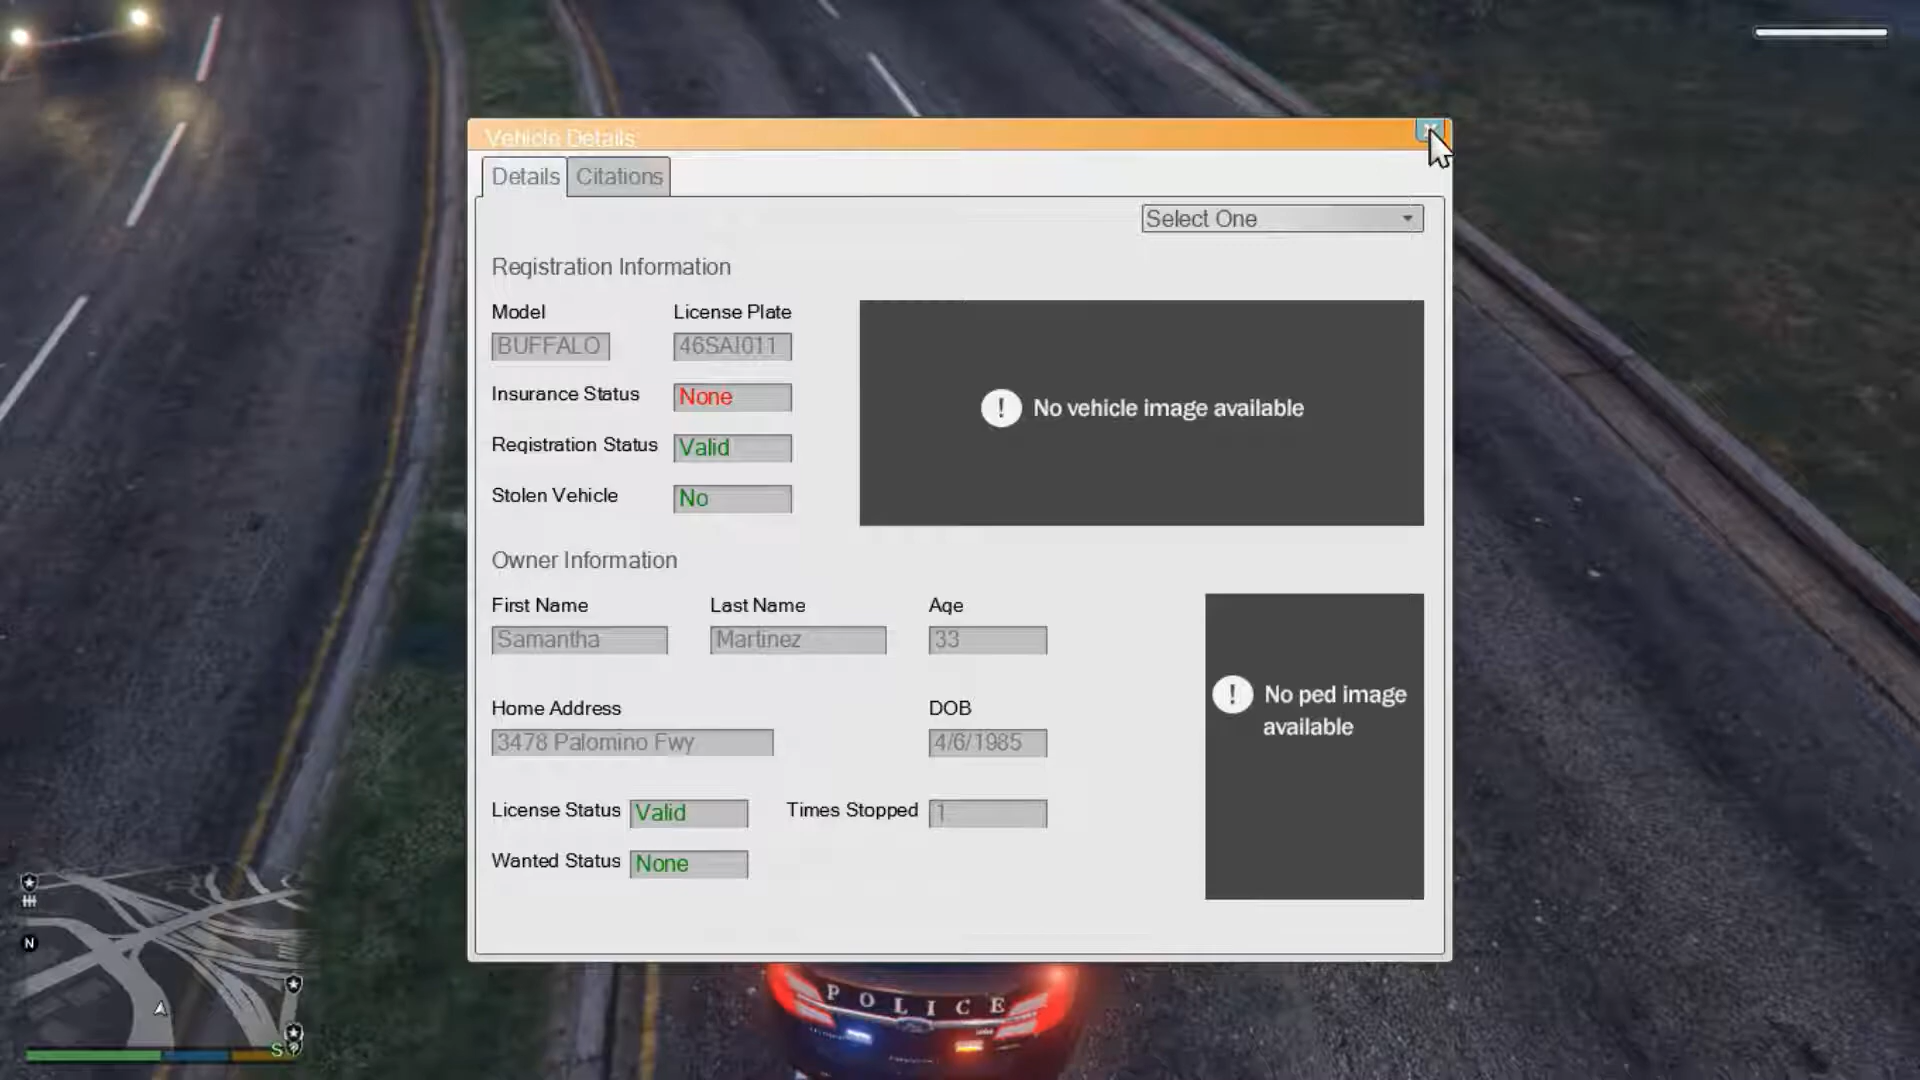 Vehicle Details
Details Citations
Select One
Registration Information
Model License Plate
BUFFALO 46SAI011
! No vehicle image available
Insurance Status None
Registration Status Valid
Stolen Vehicle No
Owner Information
First Name Last Name Age
Samantha Martinez 33
! No ped image
available
Home Address DOB
3478 Palomino Fwy 4/6/1985
License Status Valid Times Stopped 1
Wanted Status None
N
S
POLICE